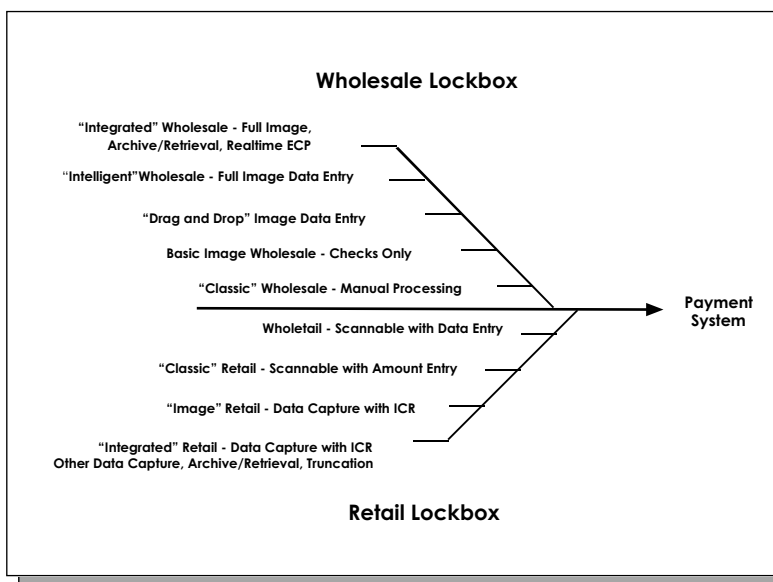 Wholesale Lockbox
“Integrated” Wholesale - Full Image,
Archive/Retrieval, Realtime ECP
“Intelligent”Wholesale - Full Image Data Entry
“Drag and Drop” Image Data Entry
Basic Image Wholesale - Checks Only
“Classic” Wholesale - Manual Processing
Payment
System
Wholetail - Scannable with Data Entry
“Classic” Retail - Scannable with Amount Entry
“Image” Retail - Data Capture with ICR
“Integrated” Retail - Data Capture with ICR
Other Data Capture, Archive/Retrieval, Truncation
Retail Lockbox